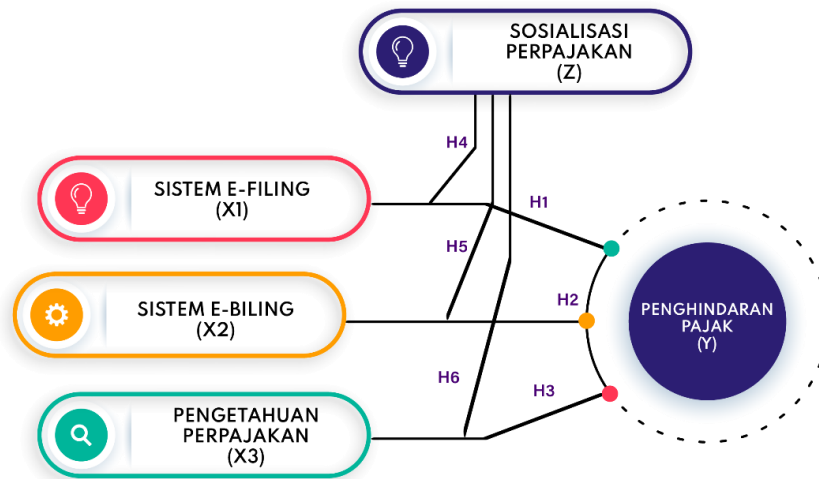 SOSIALISASI
PERPAJAKAN
(Z)
H4
SISTEM E-FILING
(X1)
H1
H5
SISTEM E-BILING
(X2)
H2
PENGHINDARAN
PAJAK
(Y)
H6
H3
PENGETAHUAN
PERPAJAKAN
(X3)